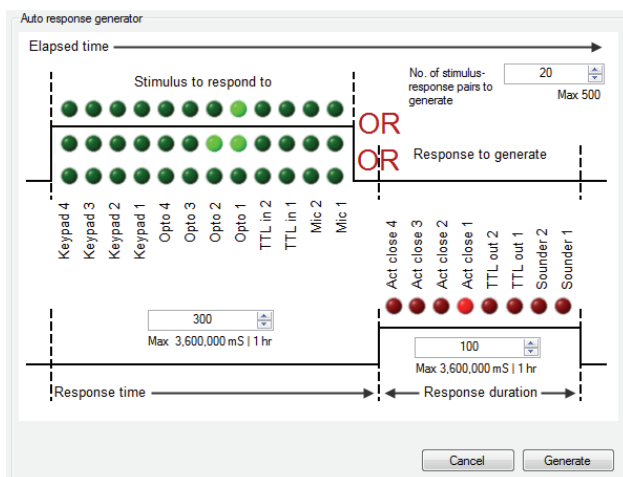 Auto response generator
Elapsed time
Stimulus to respond to
No. of stimulus-
response pairs to
generate
20
Max 500
OR
OR
Response to generate
Keypad 4
Keypad 3
Keypad 2
Keypad 1
Opto 4
Opto 3
Opto 2
Opto 1
TTL in 2
TTL in 1
Mic 2
Mic 1
Act close 4
Act close 3
Act close 2
Act close 1
TTL out 2
TTL out 1
Sounder 2
Sounder 1
300
Max 3,600,000 mS | 1 hr
100
Max 3,600,000 mS | 1 hr
Response time
Response duration
Cancel
Generate